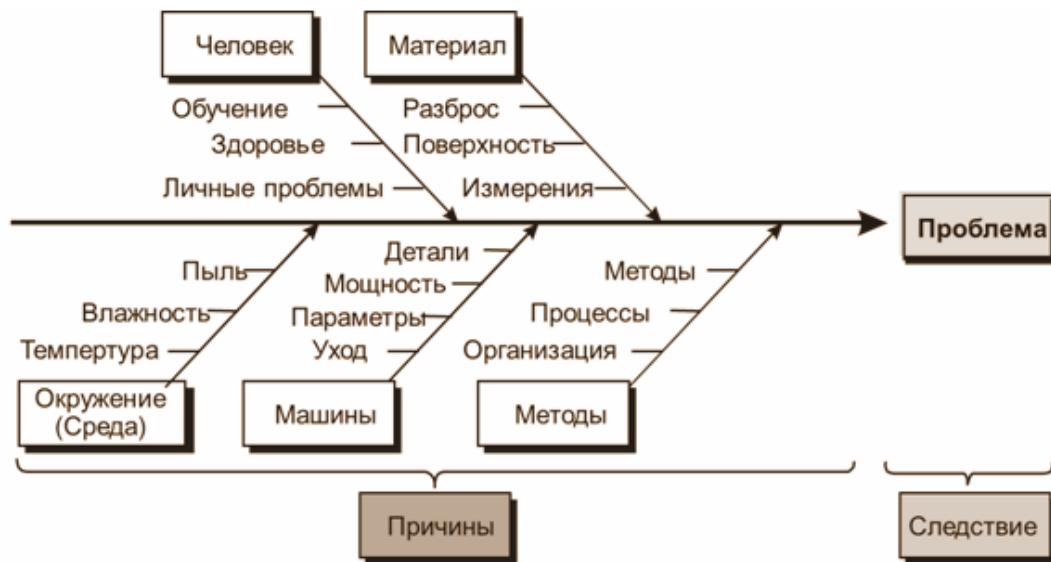 Человек
Материал
Обучение
Разброс
Здоровье
Поверхность
Личные проблемы
Измерения
Проблема
Детали
Пыль
Мощность
Методы
Влажность
Параметры
Процессы
Темпертура
Уход
Организация
Окружение
(Среда)
Машины
Методы
Причины
Следствие